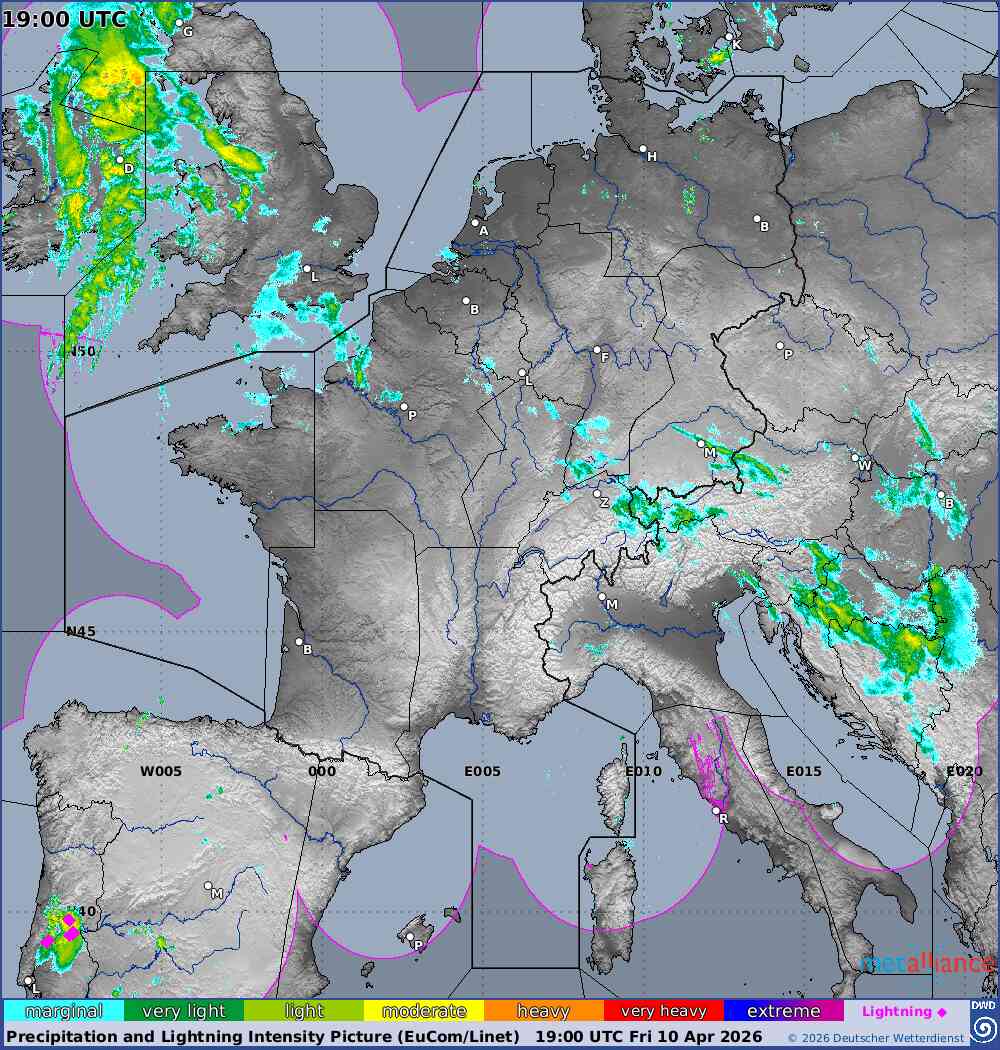 19:00 UTC
G
K
D
H
A
B
L
B
N50
F
P
L
P
M
W
Z
B
M
N45
B
W005
000
E005
E010
E015
E020
R
M
40
P
L
metalliance
marginal very light light moderate heavy very heavy extreme Lightning ◆
DWD
Precipitation and Lightning Intensity Picture (EuCom/Linet) 19:00 UTC Fri 10 Apr 2026 © 2026 Deutscher Wetterdienst